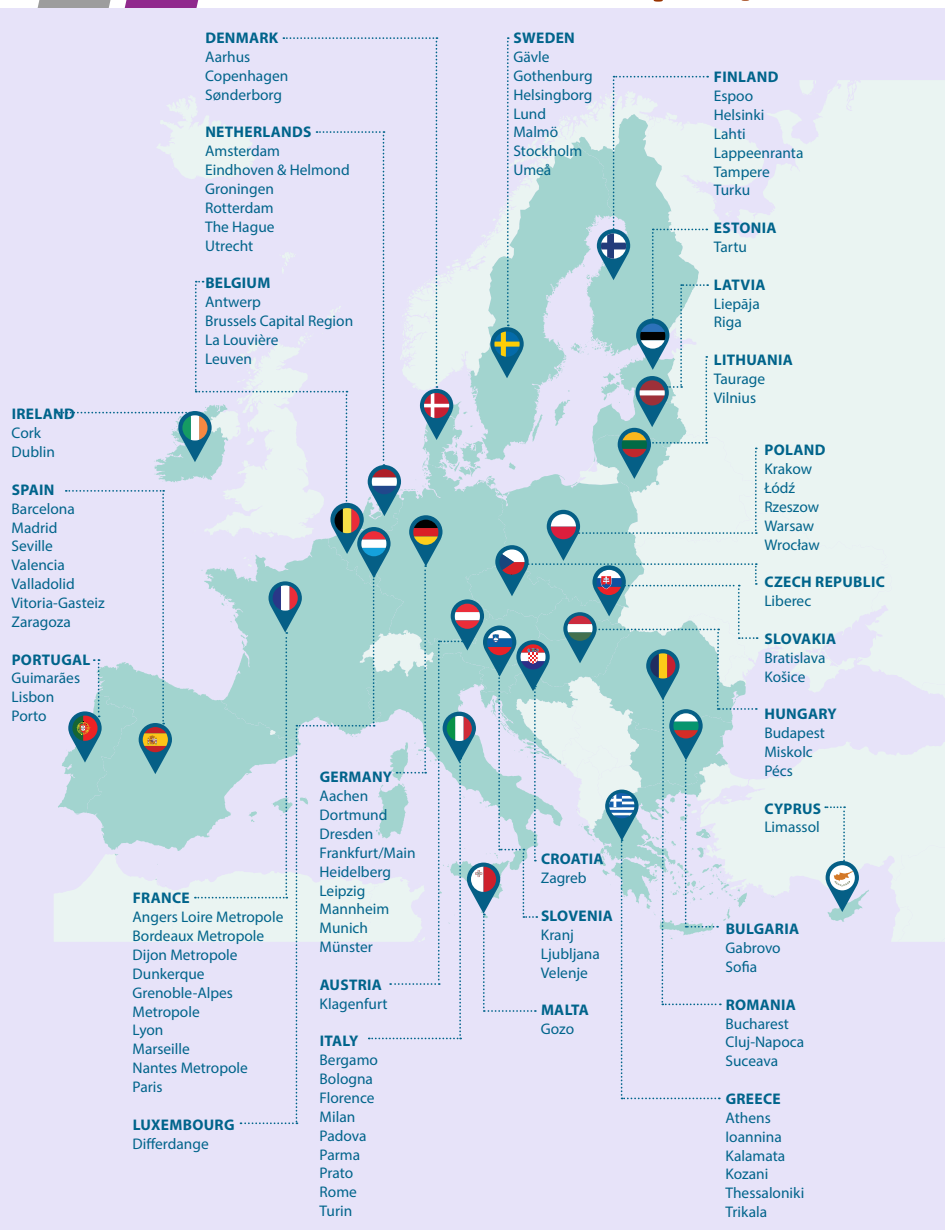 DENMARK
Aarhus
Copenhagen
Sønderborg
NETHERLANDS
Amsterdam
Eindhoven & Helmond
Groningen
Rotterdam
The Hague
Utrecht
BELGIUM
Antwerp
Brussels Capital Region
La Louvière
Leuven
IRELAND
Cork
Dublin
SPAIN
Barcelona
Madrid
Seville
Valencia
Valladolid
Vitoria-Gasteiz
Zaragoza
PORTUGAL
Guimarães
Lisbon
Porto
SWEDEN
Gävle
Gothenburg
Helsingborg
Lund
Malmö
Stockholm
Umeå
FINLAND
Espoo
Helsinki
Lahti
Lappeenranta
Tampere
Turku
ESTONIA
Tartu
LATVIA
Liepāja
Riga
LITHUANIA
Taurage
Vilnius
POLAND
Krakow
Łódź
Rzeszow
Warsaw
Wrocław
CZECH REPUBLIC
Liberec
SLOVAKIA
Bratislava
Košice
HUNGARY
Budapest
Miskolc
Pécs
CYPRUS
Limassol
FRANCE
Angers Loire Metropole
Bordeaux Metropole
Dijon Metropole
Dunkerque
Grenoble-Alpes
Metropole
Lyon
Marseille
Nantes Metropole
Paris
LUXEMBOURG
Differdange
GERMANY
Aachen
Dortmund
Dresden
Frankfurt/Main
Heidelberg
Leipzig
Mannheim
Munich
Münster
AUSTRIA
Klagenfurt
ITALY
Bergamo
Bologna
Florence
Milan
Padova
Parma
Prato
Rome
Turin
CROATIA
Zagreb
SLOVENIA
Kranj
Ljubljana
Velenje
MALTA
Gozo
BULGARIA
Gabrovo
Sofia
ROMANIA
Bucharest
Cluj-Napoca
Suceava
GREECE
Athens
Ioannina
Kalamata
Kozani
Thessaloniki
Trikala